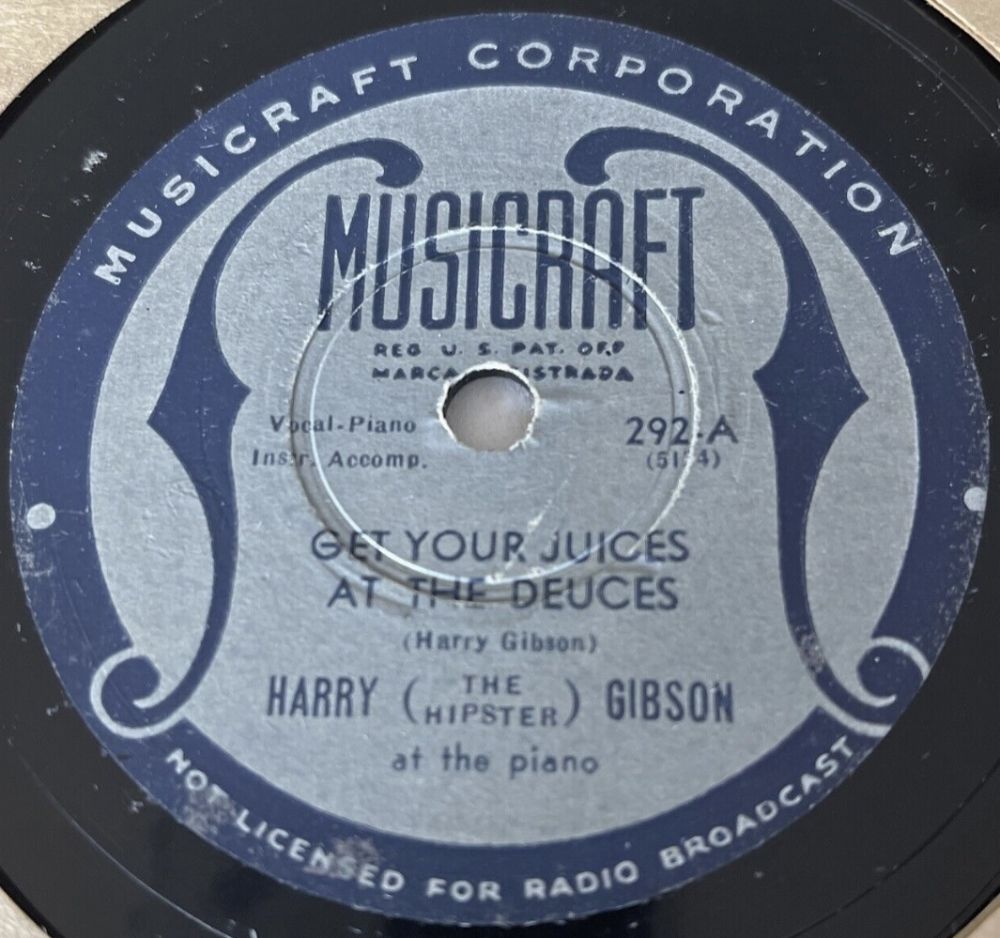 MUSICRAFT CORPORATION
MUSICRAFT
REG U. S. PAT. OFF
MARCA
Vocal-Piano
292-A
Instr. Accomp.
GET YOUR JUICES
AT THE DEUCES
(Harry Gibson)
HARRY (THE HIPSTER) GIBSON
at the piano
NOT LICENSED FOR RADIO BROADCAST